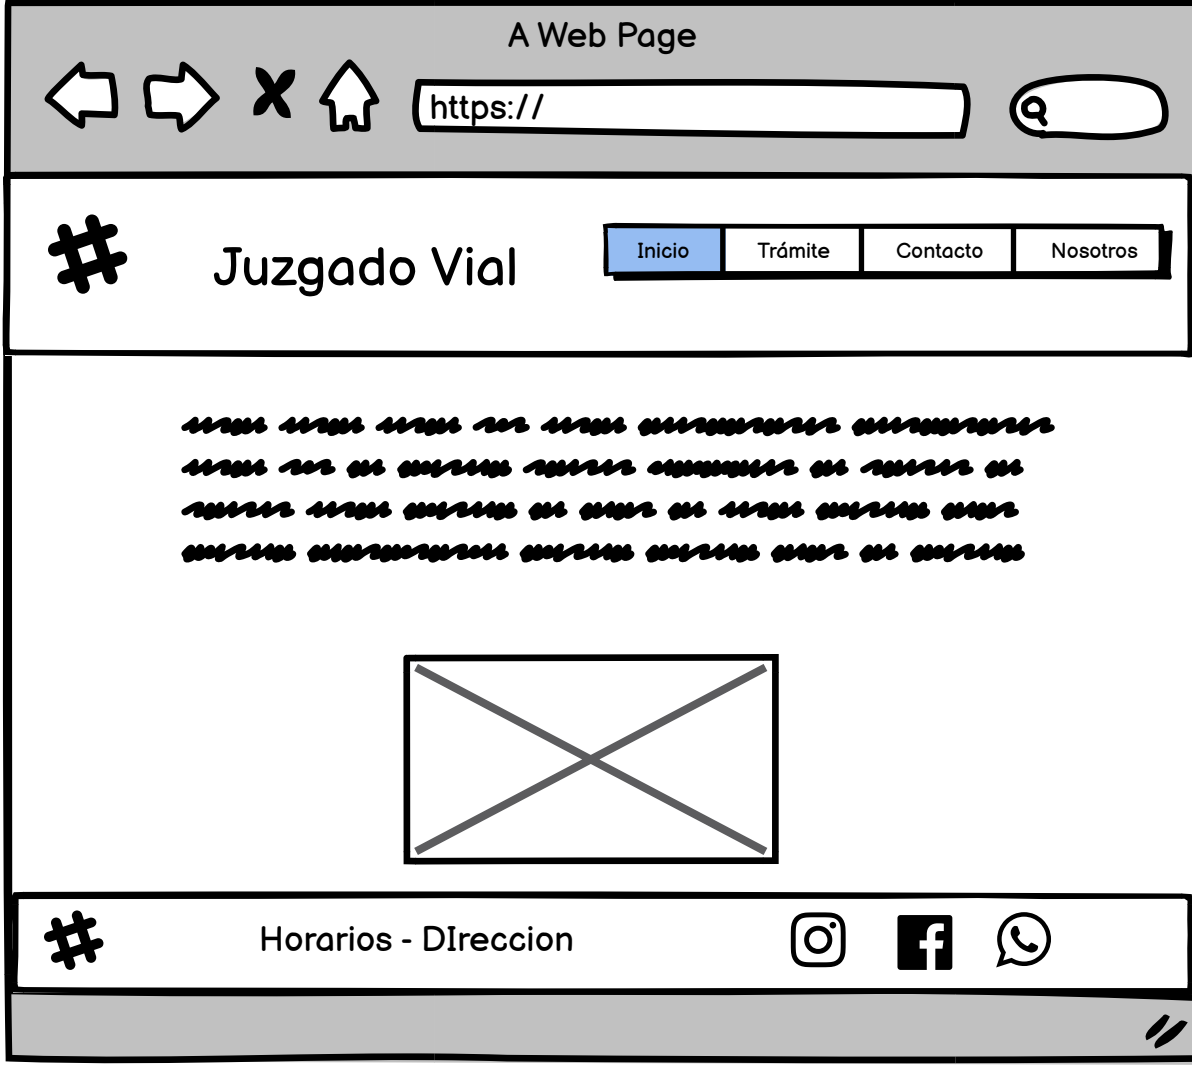 A Web Page
https://
Juzgado Vial
Inicio Trámite Contacto Nosotros
Horarios - DIreccion